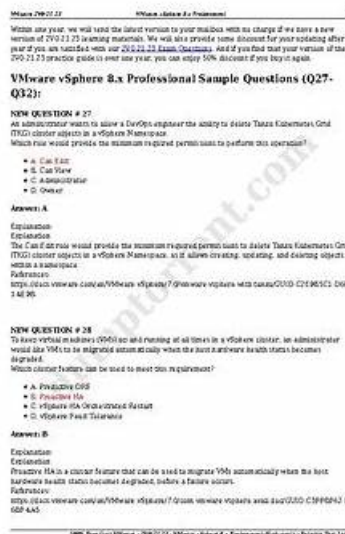 VMware 2V0-21.23
VMware vSphere 8.x Professional
Within one year, we will send the latest version to your mailbox with no charge if we have a new
version of 2V0-21.23 learning materials. We will also provide some discount for your updating after
year if you are satisfied with our 2V0-21.23 Exam Questions. And if you find that your version of the
2V0-21.23 practice guide is over one year, you can enjoy 50% discount if you buy it again.
VMware vSphere 8.x Professional Sample Questions (Q27-
Q32):
NEW QUESTION # 27
An administrator wants to allow a DevOps engineer the ability to delete Tanzu Kubernetes Grid
(TKG) cluster objects in a vSphere Namespace.
Which role would provide the minimum required permissions to perform this operation?
A. Can Edit
B. Can View
C. Administrator
D. Owner
Answer: A
Explanation:
Explanation
The Can Edit role would provide the minimum required permissions to delete Tanzu Kubernetes Grid
(TKG) cluster objects in a vSphere Namespace, as it allows creating, updating, and deleting objects
within a namespace.
References:
NEW QUESTION # 28
To keep virtual machines (VMs) up and running at all times in a vSphere cluster, an administrator
would like VMs to be migrated automatically when the host hardware health status becomes
degraded.
Which cluster feature can be used to meet this requirement?
A. Predictive DRS
B. Proactive HA
C. vSphere HA Orchestrated Restart
D. vSphere Fault Tolerance
Answer: B
Explanation:
Explanation
Proactive HA is a cluster feature that can be used to migrate VMs automatically when the host
hardware health status becomes degraded, before a failure occurs.
References: